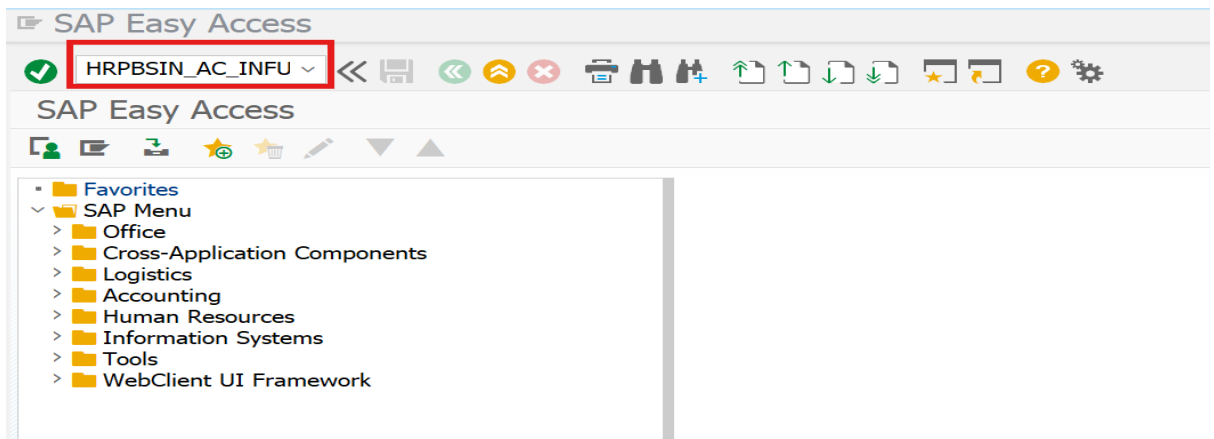 SAP Easy Access
HRPBSIN_AC_INFU
SAP Easy Access
Favorites
SAP Menu
Office
Cross-Application Components
Logistics
Accounting
Human Resources
Information Systems
Tools
WebClient UI Framework